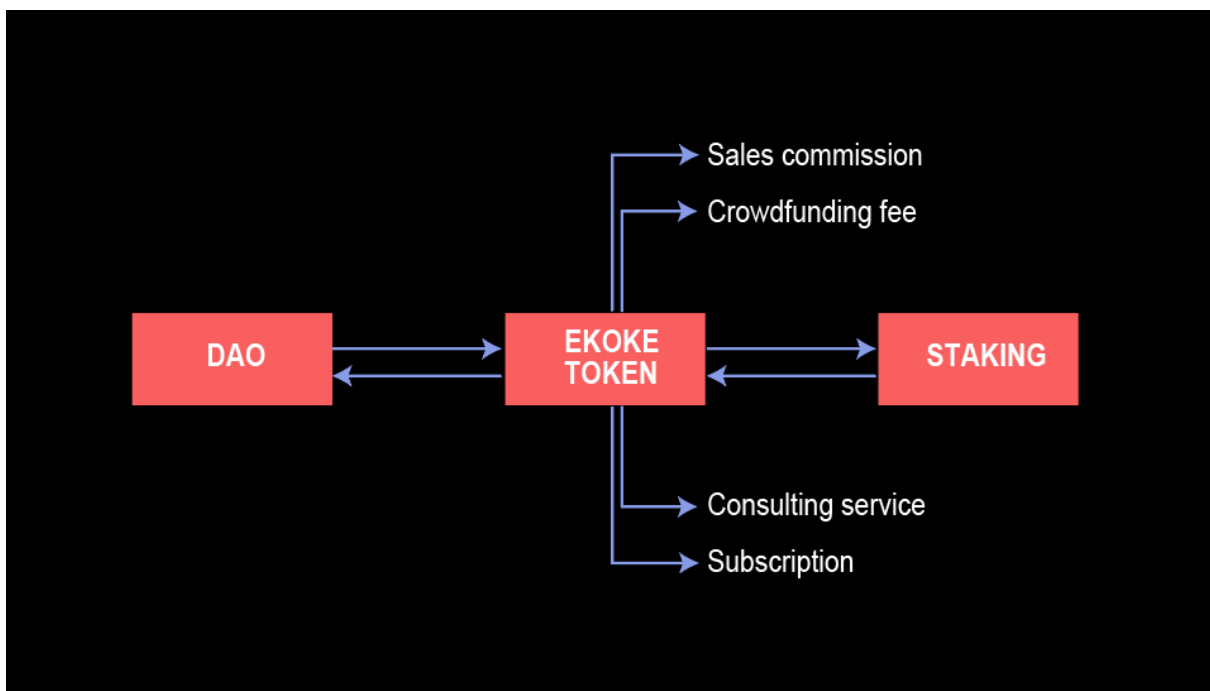 Sales commission
Crowdfunding fee
DAO
EKOKE
TOKEN
STAKING
Consulting service
Subscription